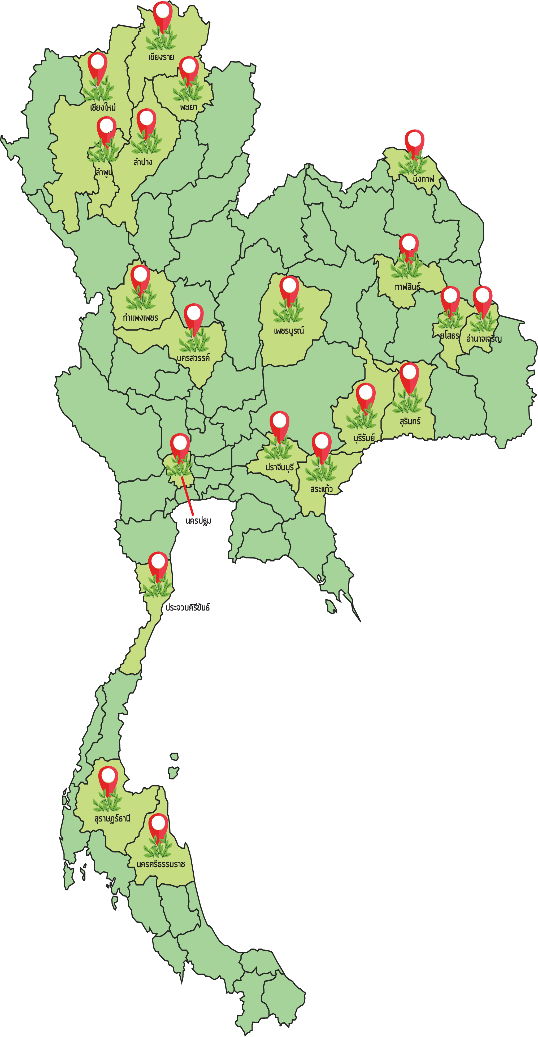 เชียงราย
เชียงใหม่
พะเยา
ลำปาง
ลำพูน
บึงกาฬ
กาฬสินธุ์
กำแพงเพชร
เพชรบูรณ์
นครสวรรค์
ยโสธร
อำนาจเจริญ
สุรินทร์
บุรีรัมย์
ปราจีนบุรี
สระแก้ว
นครปฐม
ประจวบคีรีขันธ์
สุราษฎร์ธานี
นครศรีธรรมราช